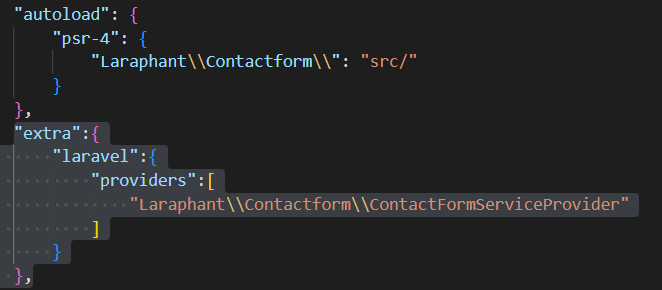 "autoload": {
"psr-4": {
"Laraphant\\Contactform\\": "src/"
}
},
"extra":{
"laravel":{
"providers":[
"Laraphant\\Contactform\\ContactFormServiceProvider"
]
}
},